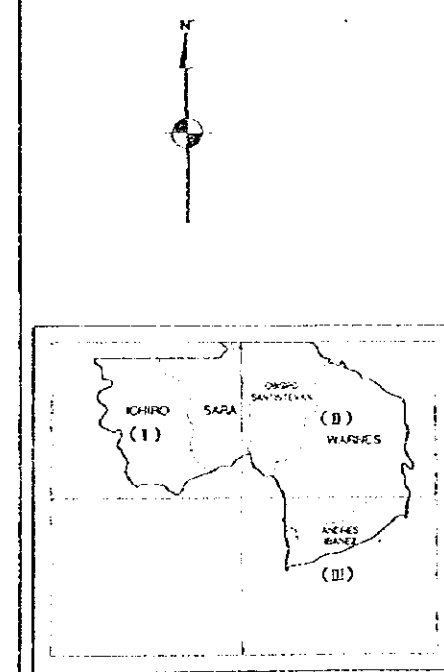 N
OBISPO
SANTISTEVAN
ICHIRO
SARA
(I)
(II)
WARNES
ANDRES
IBANEZ
(III)